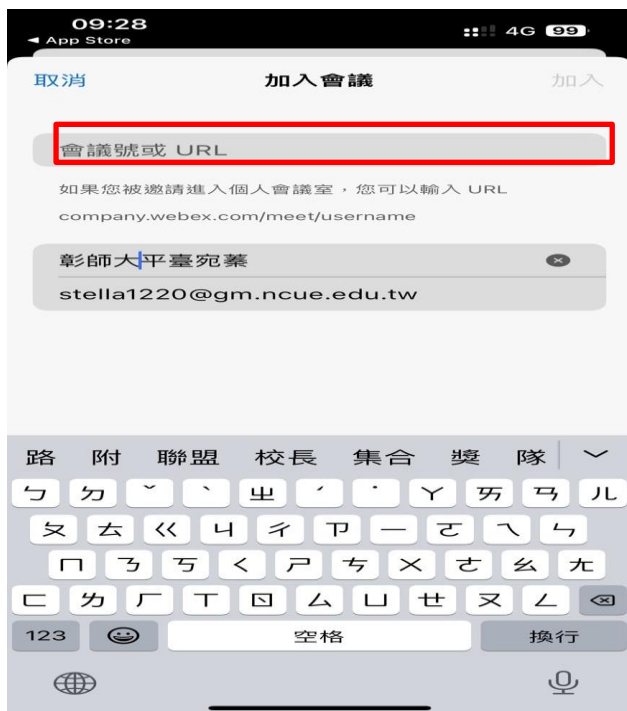 09:28
◀ App Store
4G 99
取消 加入會議 加入
會議號或 URL
如果您被邀請進入個人會議室，您可以輸入 URL
company.webex.com/meet/username
彰師大平臺宛蓁
stella1220@gm.ncue.edu.tw
路 附 聯盟 校長 集合 獎 隊
ㄅ ㄉ ˇ ˋ ㄓ ˊ ˙ ㄚ ㄞ ㄢ ㄦ
ㄆ ㄊ ㄍ ㄐ ㄔ ㄗ ㄧ ㄛ ㄟ ㄣ
ㄇ ㄋ ㄎ ㄑ ㄕ ㄘ ㄨ ㄜ ㄠ ㄤ
ㄈ ㄌ ㄏ ㄒ ㄖ ㄙ ㄩ ㄝ ㄡ ㄥ
123 空格 換行